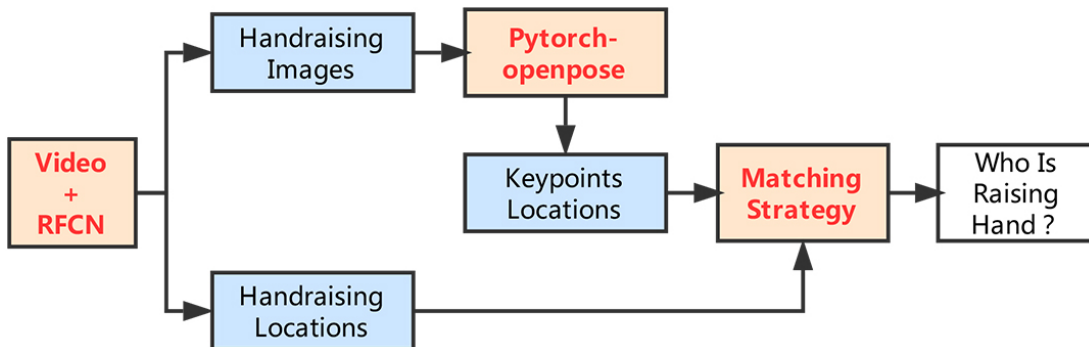 Handraising
Images
Pytorch-
openpose
Video
+
RFCN
Keypoints
Locations
Matching
Strategy
Who Is
Raising
Hand ?
Handraising
Locations